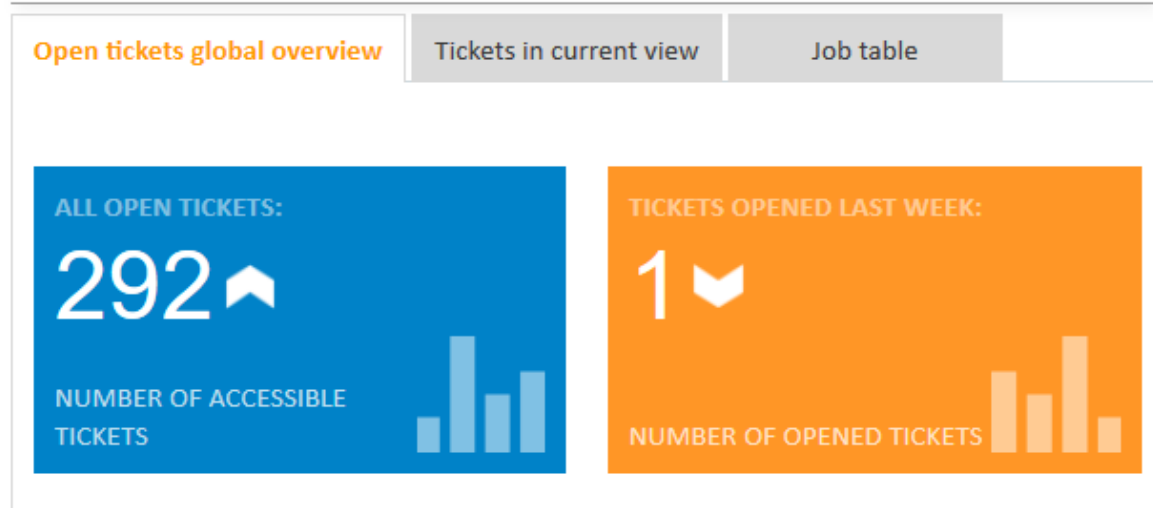 Open tickets global overview
Tickets in current view
Job table
ALL OPEN TICKETS:
292
NUMBER OF ACCESSIBLE
TICKETS
TICKETS OPENED LAST WEEK:
1
NUMBER OF OPENED TICKETS